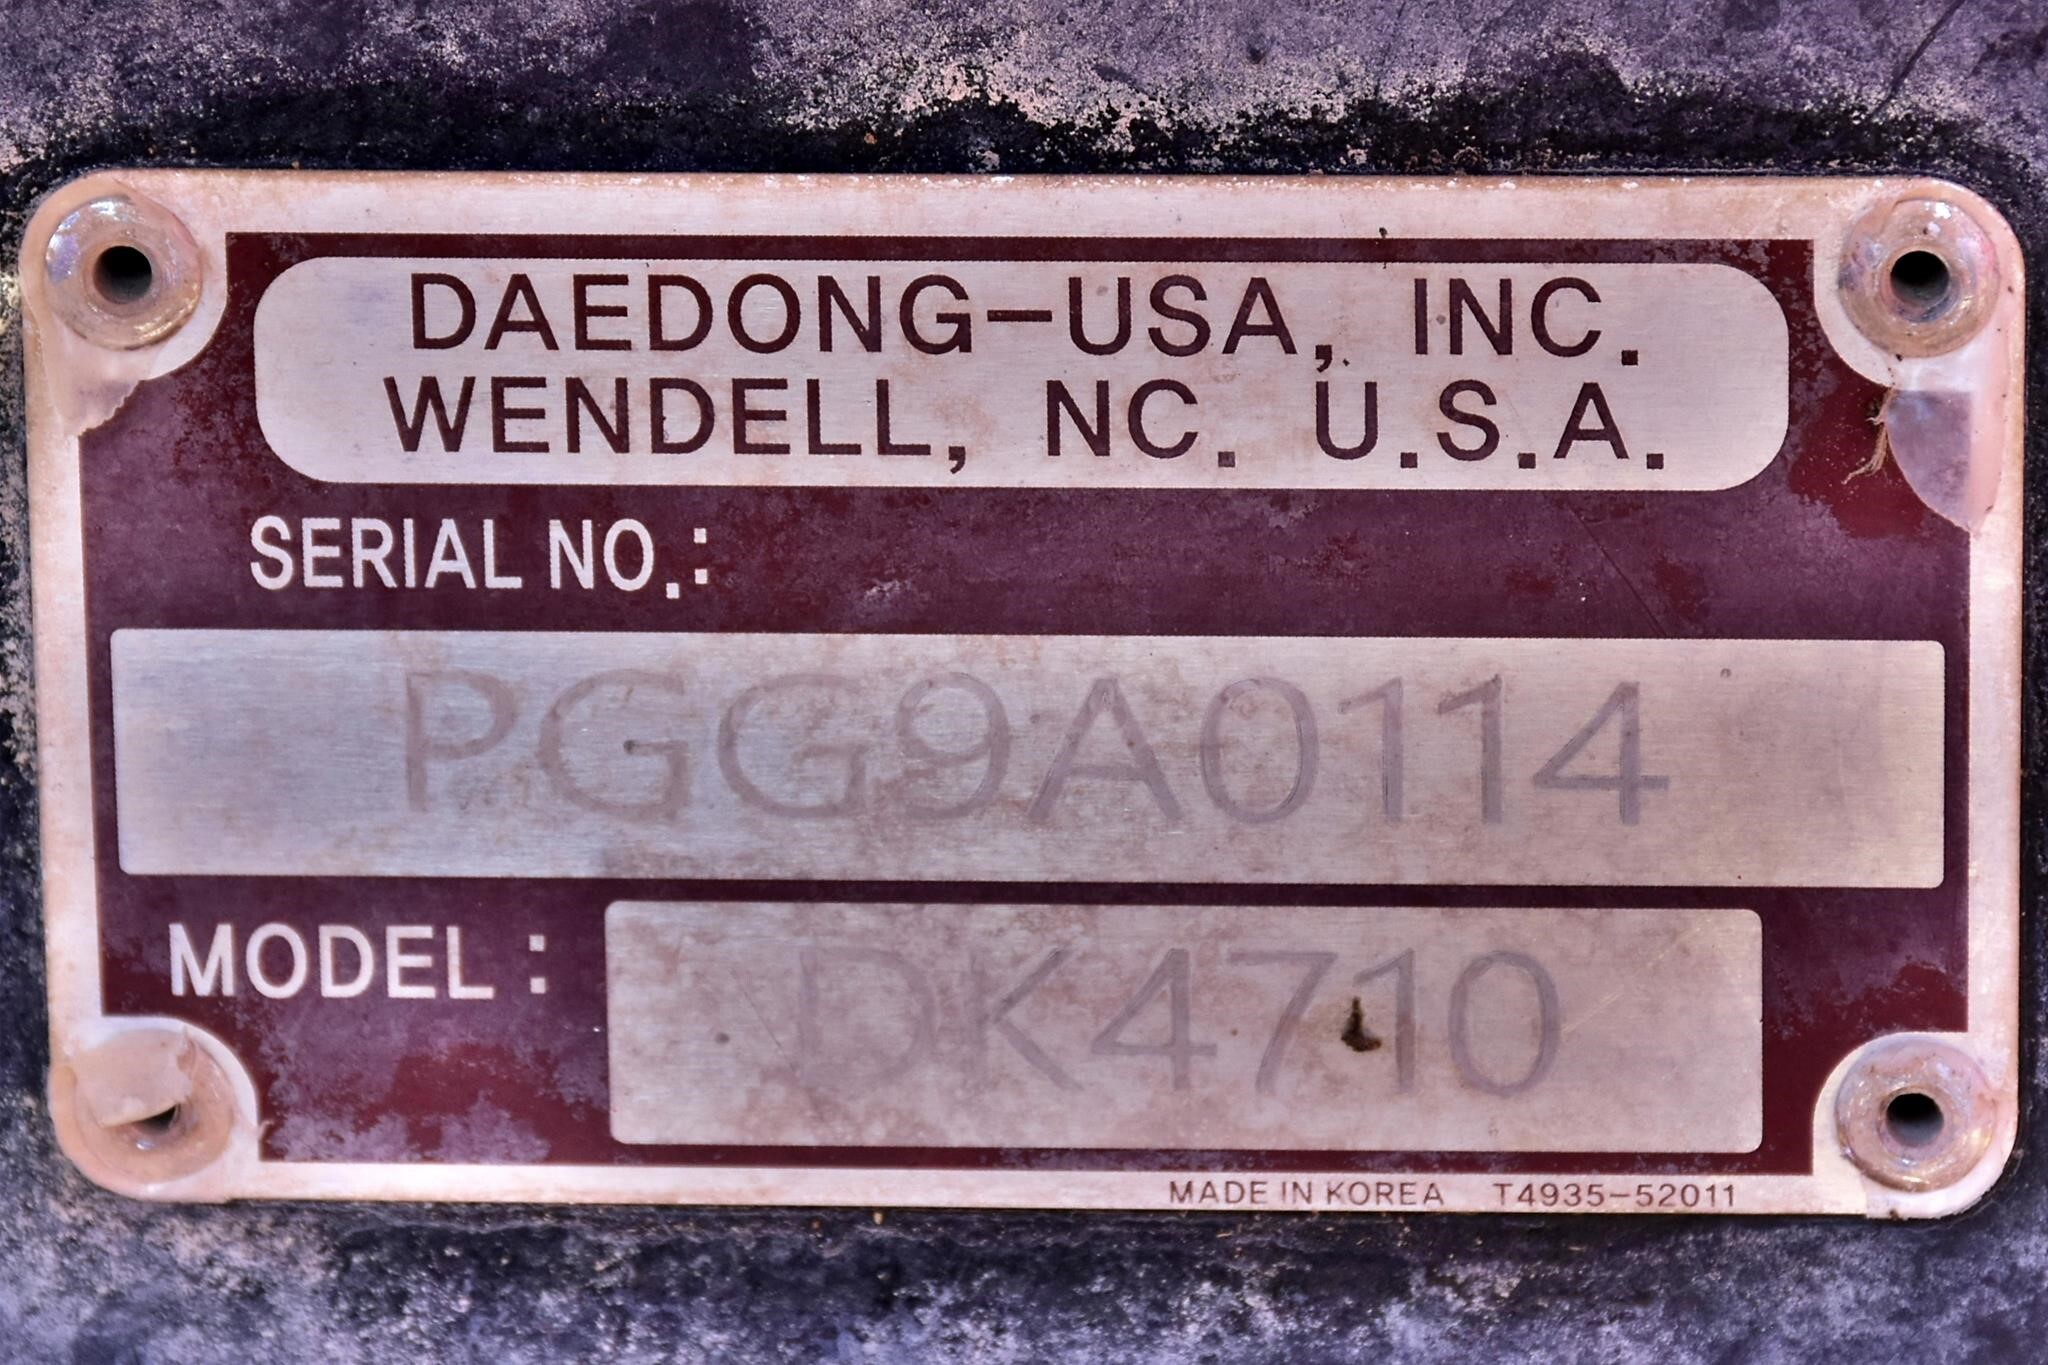 DAEDONG-USA, INC.
WENDELL, NC. U.S.A.
SERIAL NO.:
PGG9A0114
MODEL: DK4710
MADE IN KOREA T4935-52011